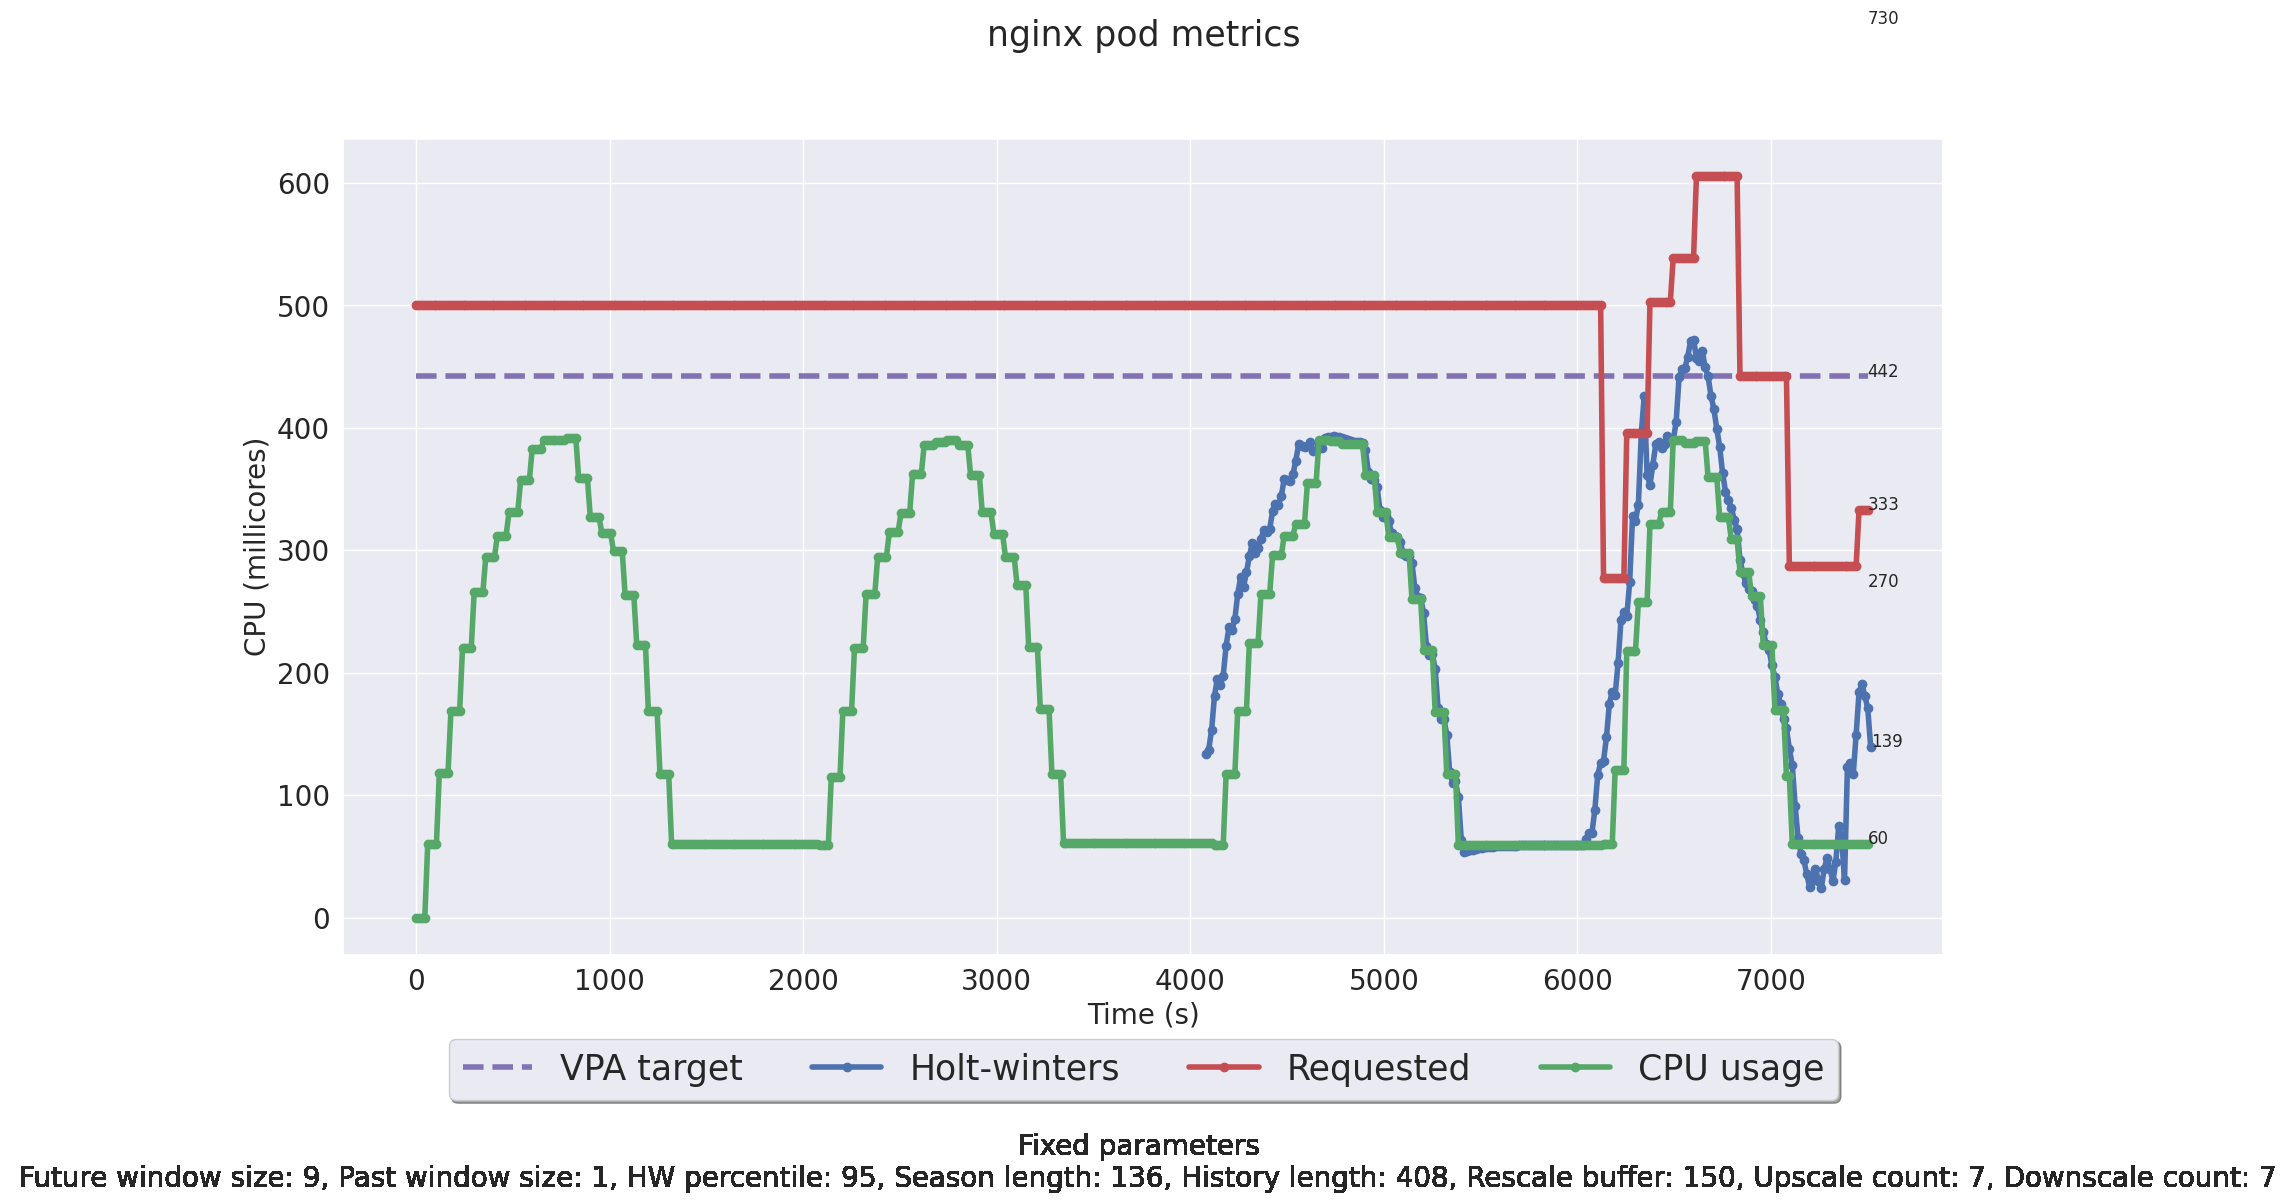 730
nginx pod metrics
600
500
442
400
CPU (millicores)
333
300
270
200
139
100
60
0
0 1000 2000 3000 4000 5000 6000 7000
Time (s)
VPA target Holt-winters Requested CPU usage
Fixed parameters
Future window size: 9, Past window size: 1, HW percentile: 95, Season length: 136, History length: 408, Rescale buffer: 150, Upscale count: 7, Downscale count: 7